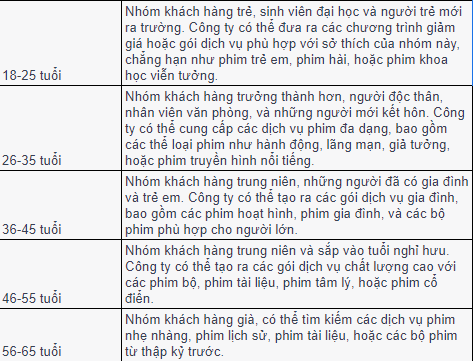 Nhóm khách hàng trẻ, sinh viên đại học và người trẻ mới
ra trường. Công ty có thể đưa ra các chương trình giảm
giá hoặc gói dịch vụ phù hợp với sở thích của nhóm này,
chẳng hạn như phim trẻ em, phim hài, hoặc phim khoa
18-25 tuổi
học viễn tưởng.
Nhóm khách hàng trưởng thành hơn, người độc thân,
nhân viên văn phòng, và những người mới kết hôn. Công
ty có thể cung cấp các dịch vụ phim đa dạng, bao gồm
các thể loại phim như hành động, lãng mạn, giả tưởng,
26-35 tuổi
hoặc phim truyền hình nổi tiếng.
Nhóm khách hàng trung niên, những người đã có gia đình
và trẻ em. Công ty có thể tạo ra các gói dịch vụ gia đình,
bao gồm các phim hoạt hình, phim gia đình, và các bộ
36-45 tuổi
phim phù hợp cho người lớn.
Nhóm khách hàng trung niên và sắp vào tuổi nghỉ hưu.
Công ty có thể tạo ra các gói dịch vụ chất lượng cao với
các phim bộ, phim tài liệu, phim tâm lý, hoặc phim cổ
46-55 tuổi
điển.
Nhóm khách hàng già, có thể tìm kiếm các dịch vụ phim
nhẹ nhàng, phim lịch sử, phim tài liệu, hoặc các bộ phim
56-65 tuổi
từ thập kỷ trước.